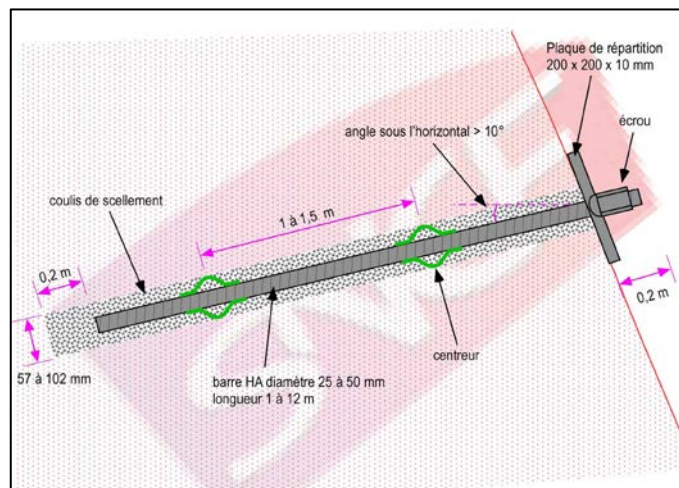 Plaque de répartition
200 x 200 x 10 mm
écrou
angle sous l'horizontal > 10°
coulis de scellement
1 à 1,5 m
0,2 m
0,2 m
centreur
57 à 102 mm
barre HA diamètre 25 à 50 mm
longueur 1 à 12 m